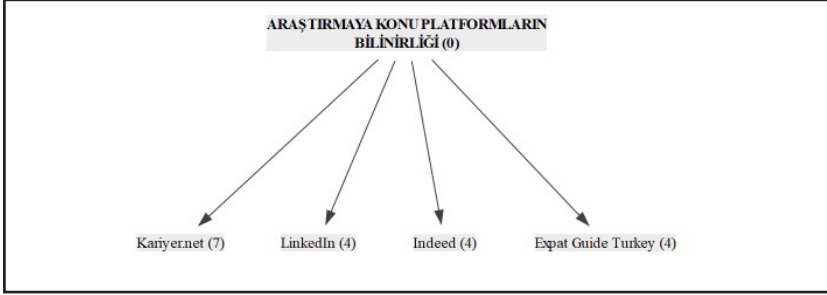 ARAŞTIRMAYA KONU PLATFORMLARIN
BİLİNİRLİĞİ (0)
Kariyer.net (7) LinkedIn (4) Indeed (4) Expat Guide Turkey (4)